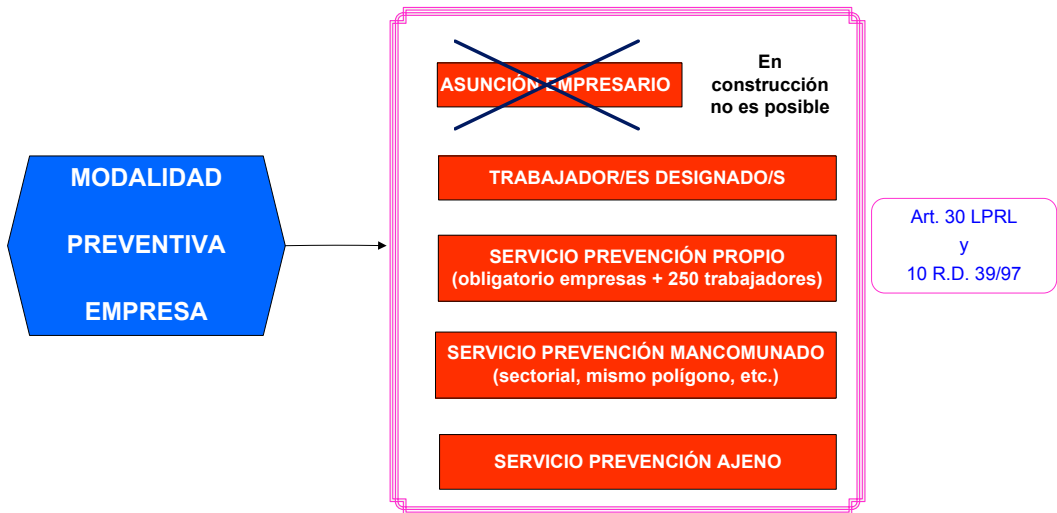 MODALIDAD
PREVENTIVA
EMPRESA
ASUNCIÓN EMPRESARIO
En
construcción
no es posible
TRABAJADOR/ES DESIGNADO/S
SERVICIO PREVENCIÓN PROPIO
(obligatorio empresas + 250 trabajadores)
SERVICIO PREVENCIÓN MANCOMUNADO
(sectorial, mismo polígono, etc.)
SERVICIO PREVENCIÓN AJENO
Art. 30 LPRL
y
10 R.D. 39/97